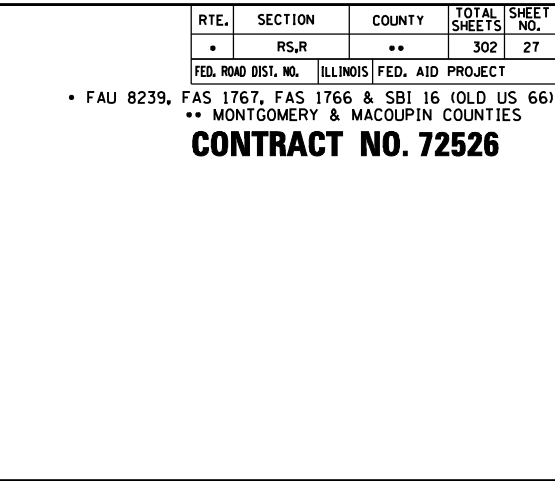 RTE. SECTION COUNTY TOTAL SHEETS SHEET NO.
• RS,R •• 302 27
FED. ROAD DIST. NO. ILLINOIS FED. AID PROJECT
• FAU 8239, FAS 1767, FAS 1766 & SBI 16 (OLD US 66)
•• MONTGOMERY & MACOUPIN COUNTIES
CONTRACT NO. 72526